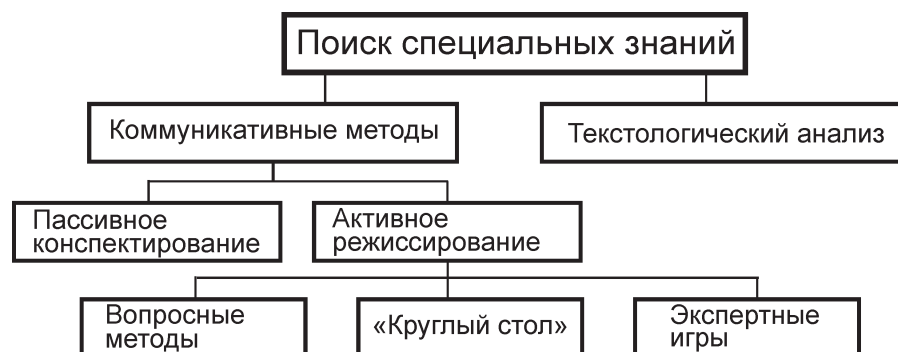 Поиск специальных знаний
Коммуникативные методы
Текстологический анализ
Пассивное
конспектирование
Активное
режиссирование
Вопросные
методы
«Круглый стол»
Экспертные
игры